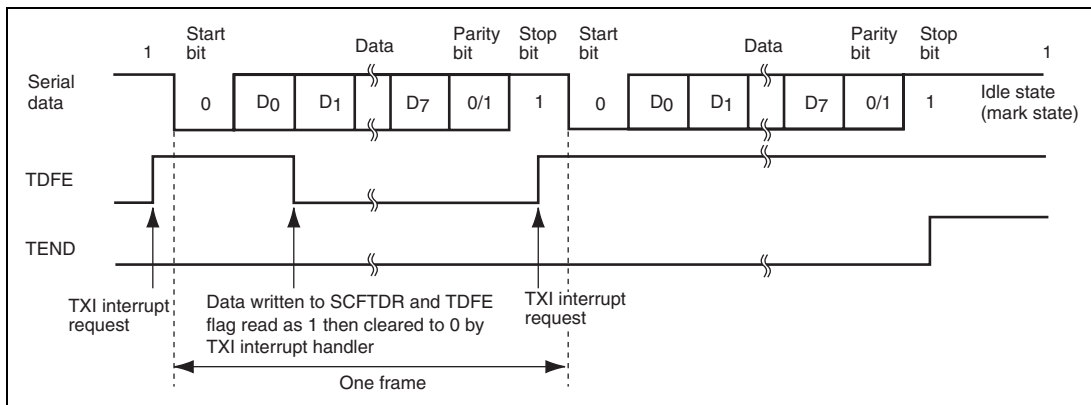 1
Start
bit
Data
Parity
bit
Stop
bit
Start
bit
Data
Parity
bit
Stop
bit
1
Serial
data
0
D0
D1
D7
0/1
1
0
D0
D1
D7
0/1
1
Idle state
(mark state)
TDFE
TEND
TXI interrupt
request
Data written to SCFTDR and TDFE
flag read as 1 then cleared to 0 by
TXI interrupt handler
TXI interrupt
request
One frame